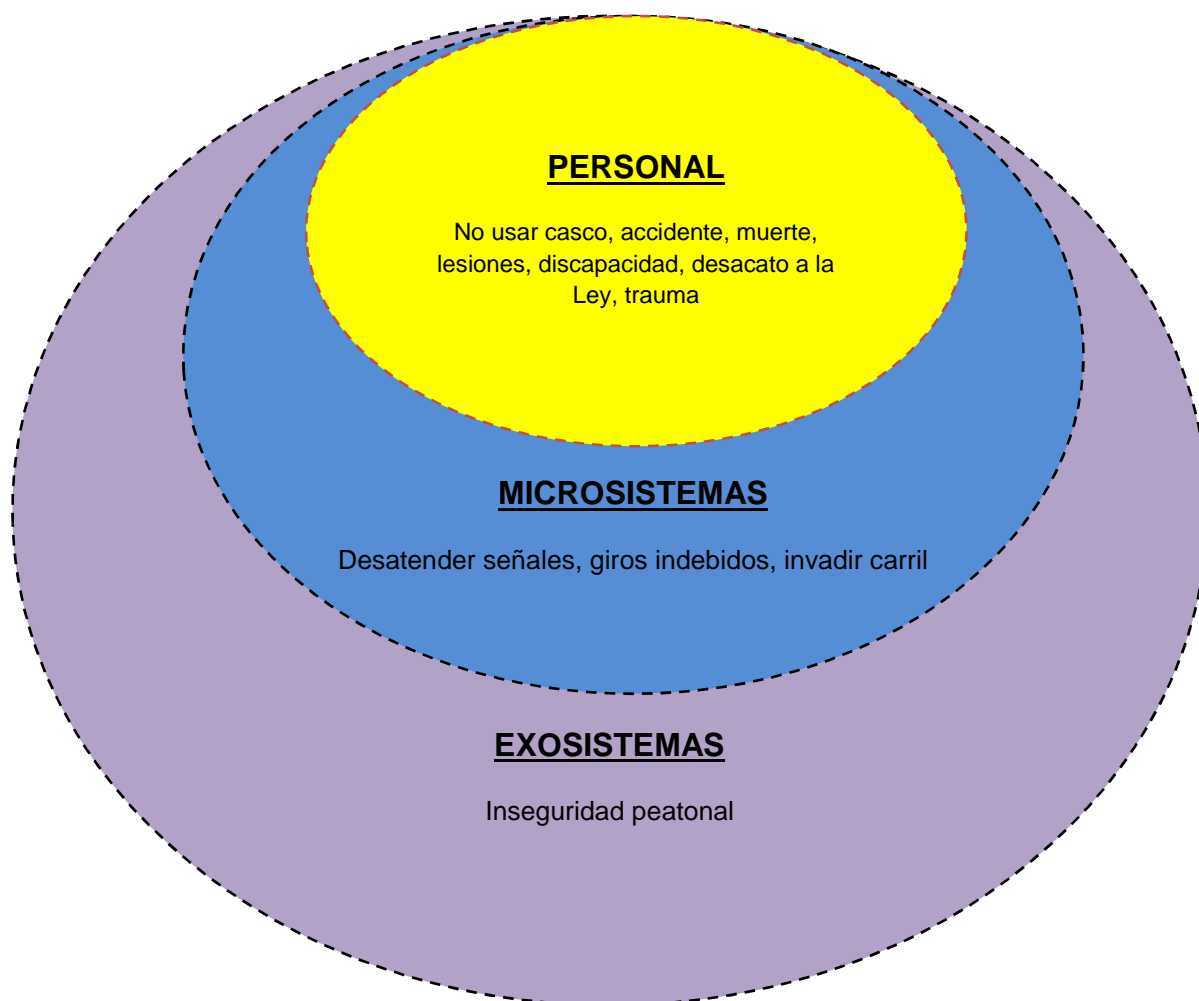 PERSONAL
No usar casco, accidente, muerte,
lesiones, discapacidad, desacato a la
Ley, trauma
MICROSISTEMAS
Desatender señales, giros indebidos, invadir carril
EXOSISTEMAS
Inseguridad peatonal